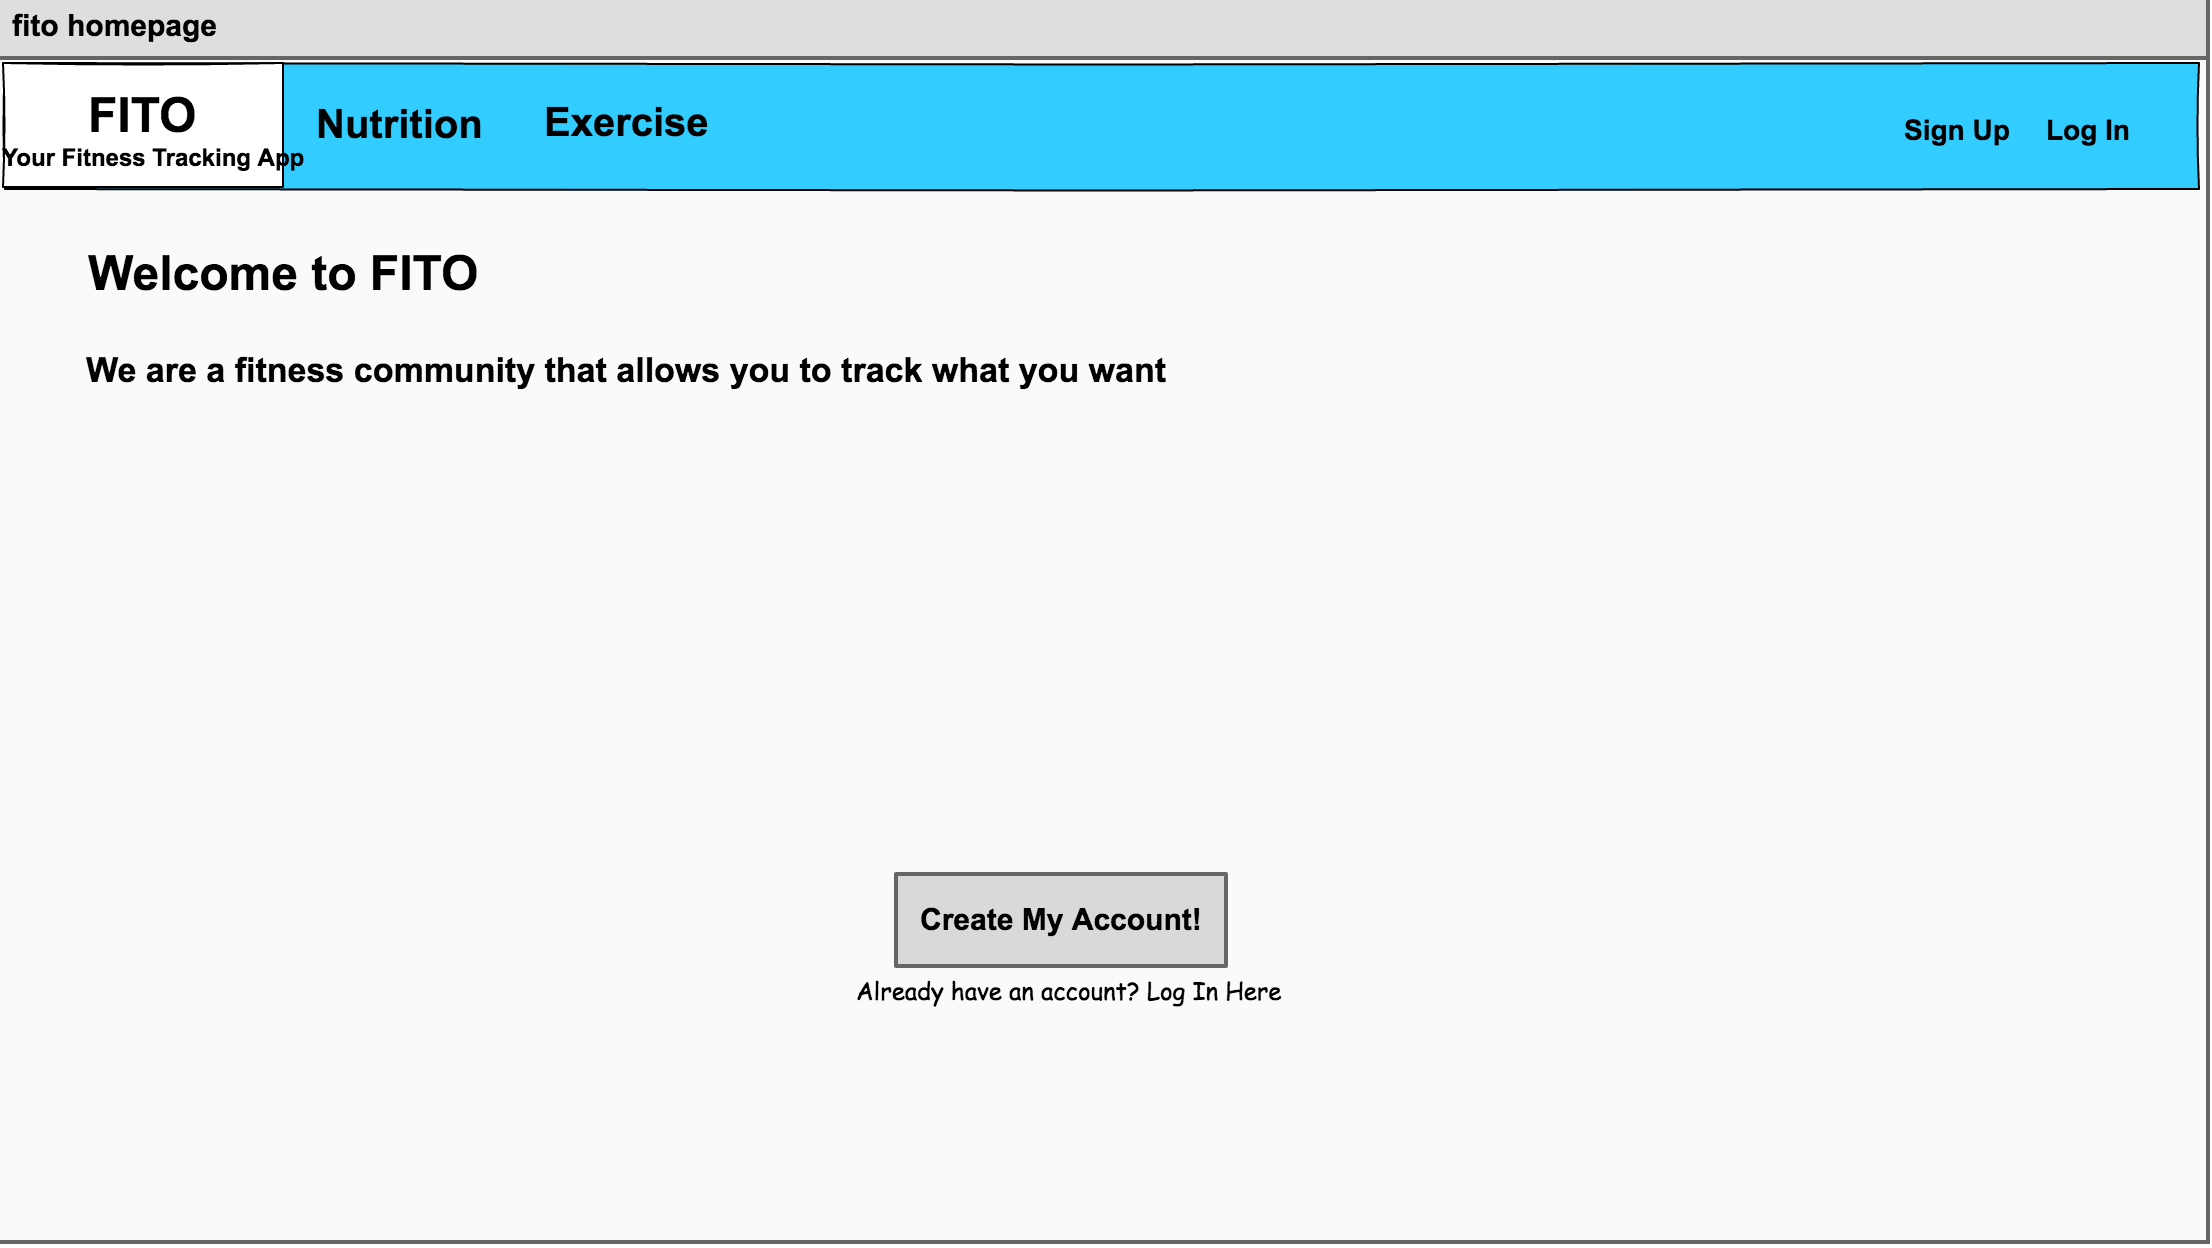 fito homepage
FITO
Your Fitness Tracking App
Nutrition
Exercise
Sign Up
Log In
Welcome to FITO
We are a fitness community that allows you to track what you want
Create My Account!
Already have an account? Log In Here